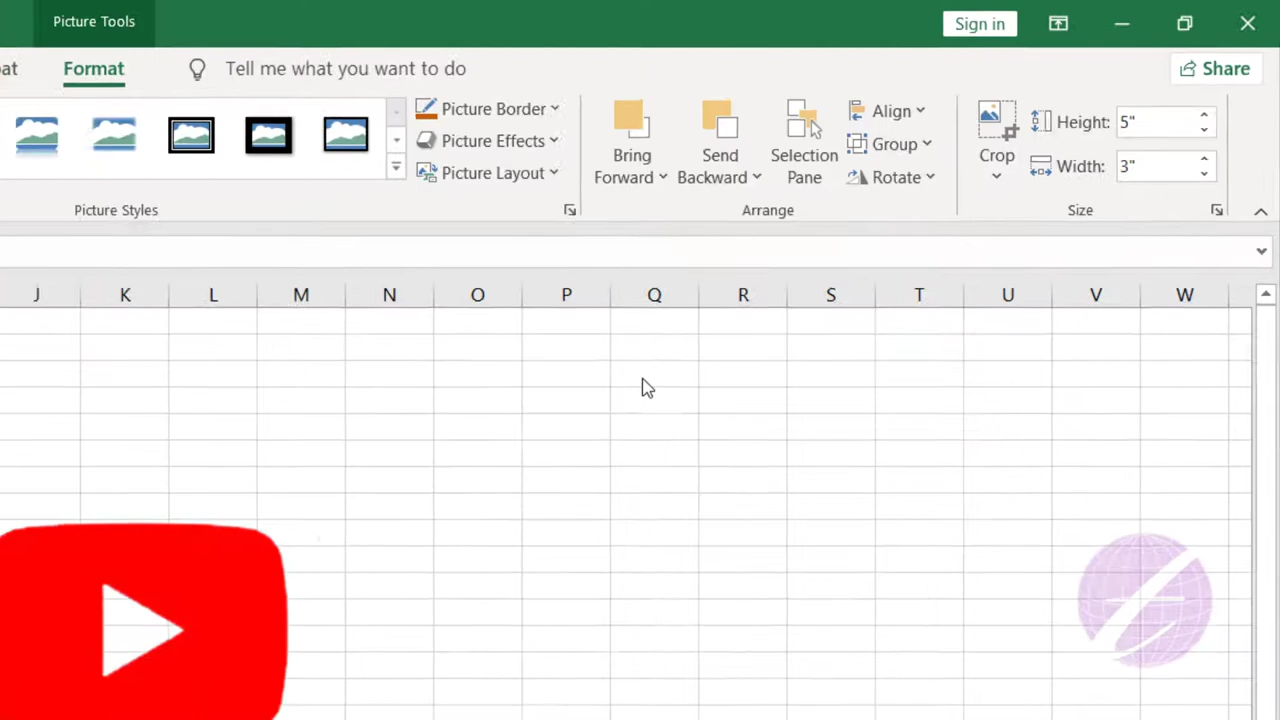 Picture Tools
Sign in
at
Format
Tell me what you want to do
Share
Picture Border
Picture Effects
Picture Layout
Bring Forward
Send Backward
Selection Pane
Align
Group
Rotate
Crop
Height: 5"
Width: 3"
Picture Styles
Arrange
Size
J K L M N O P Q R S T U V W